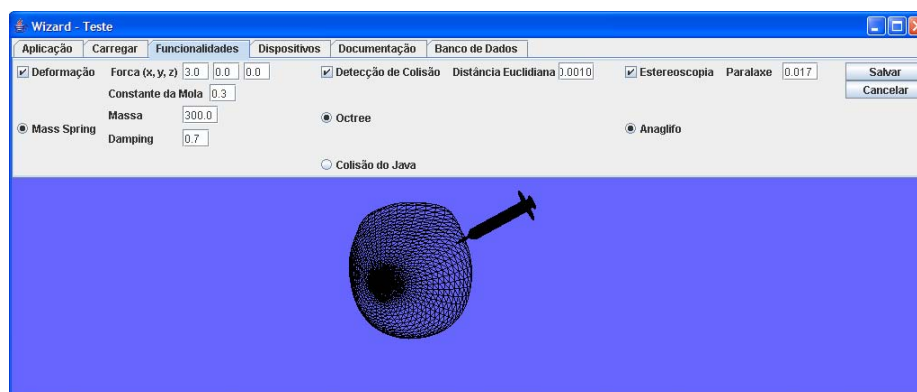 Wizard - Teste
Aplicação Carregar Funcionalidades Dispositivos Documentação Banco de Dados
Deformação Forca (x, y, z) 3.0 0.0 0.0 Detecção de Colisão Distância Euclidiana 0.0010 Estereoscopia Paralaxe 0.017 Salvar
Constante da Mola 0.3 Cancelar
Massa 300.0
Mass Spring Octree Anaglifo
Damping 0.7
Colisão do Java